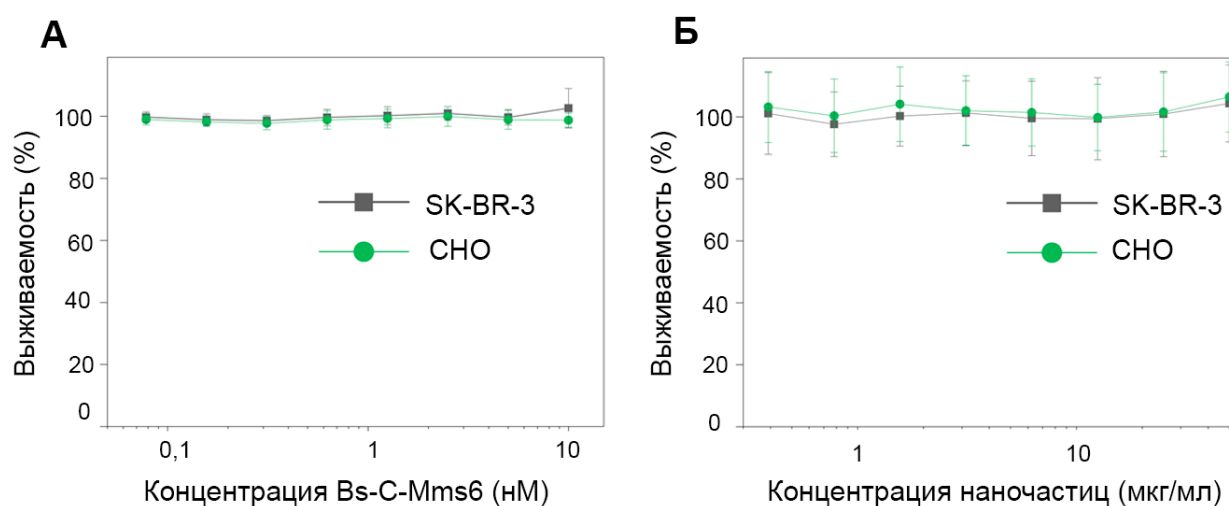 А
Выживаемость (%)
100
80
60
40
20
0
SK-BR-3
CHO
0,1
1
10
Концентрация Bs-C-Mms6 (нМ)
Б
Выживаемость (%)
100
80
60
40
20
0
SK-BR-3
CHO
1
10
Концентрация наночастиц (мкг/мл)